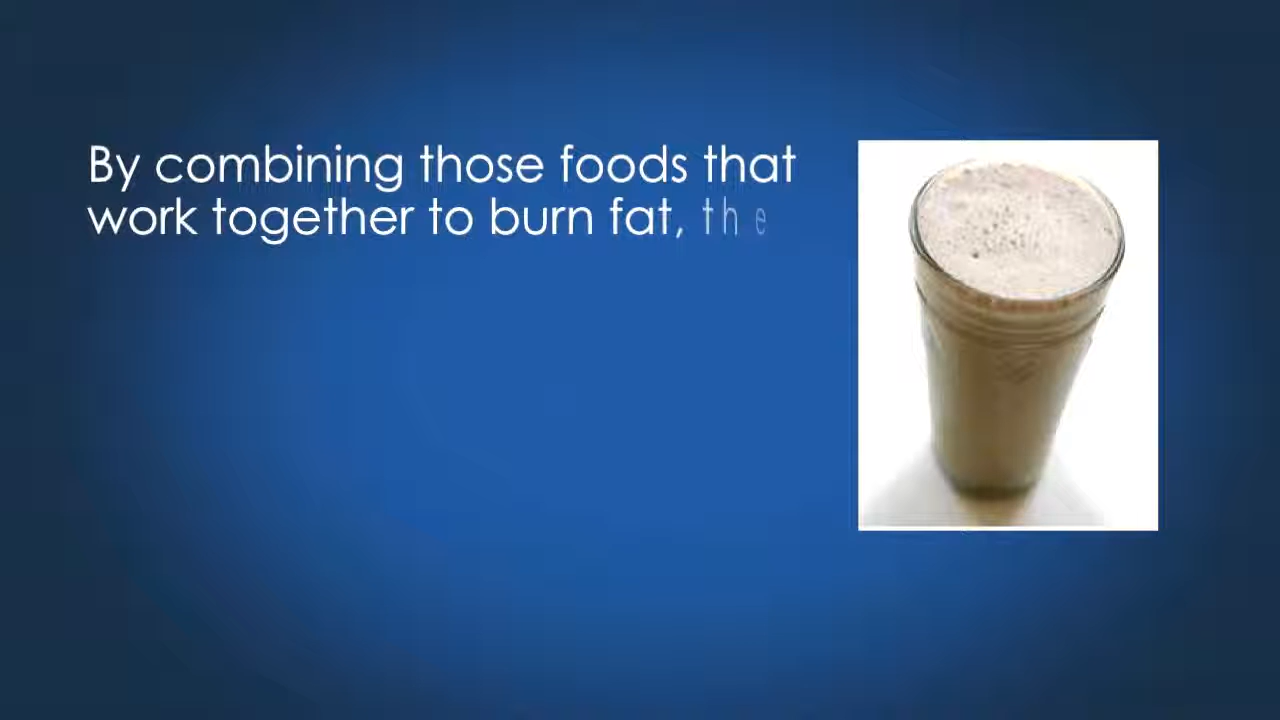 By combining those foods that
work together to burn fat, the